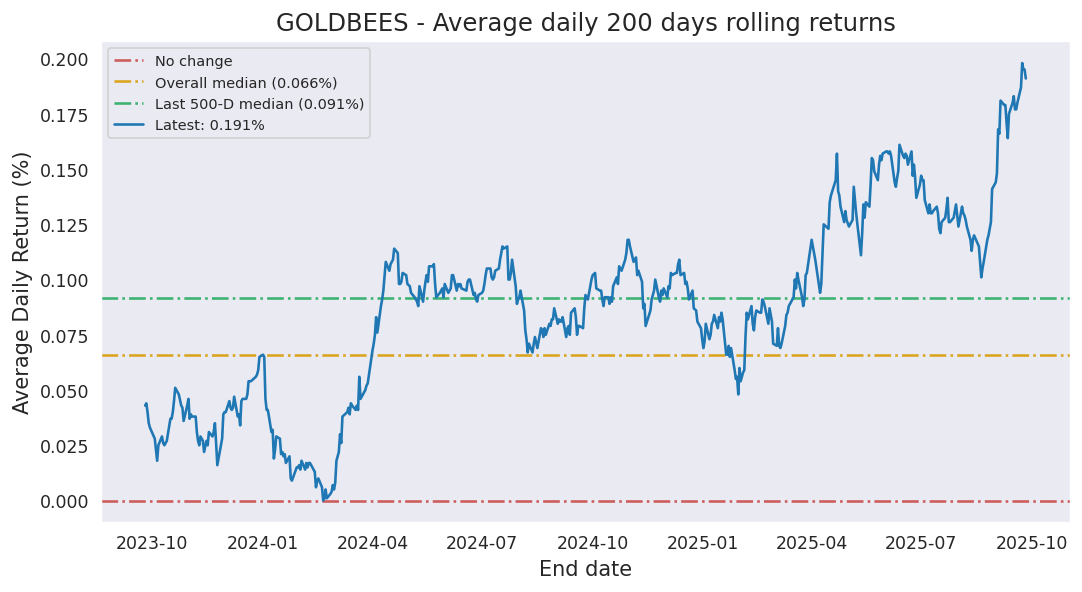 GOLDBEES - Average daily 200 days rolling returns
No change
Overall median (0.066%)
Last 500-D median (0.091%)
Latest: 0.191%
Average Daily Return (%)
0.200
0.175
0.150
0.125
0.100
0.075
0.050
0.025
0.000
2023-10 2024-01 2024-04 2024-07 2024-10 2025-01 2025-04 2025-07 2025-10
End date